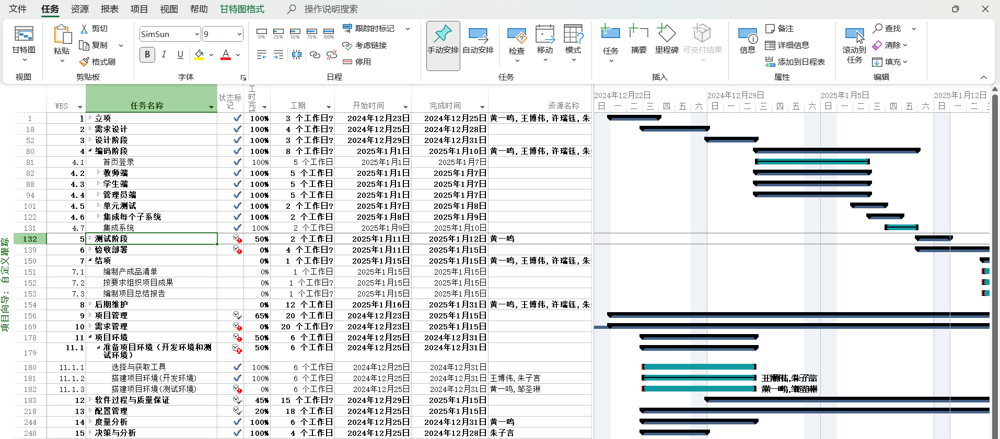 文件 任务 资源 报表 项目 视图 帮助 甘特图格式 操作说明搜索
甘特图 粘贴 剪切 复制 格式刷 SimSun 9 B I U A
0% 25% 50% 75% 100% 跟踪时标记 考虑链接 停用
手动安排 自动安排 检查 移动 模式 任务 摘要 里程碑 可交付结果
信息 备注 详细信息 添加到日程表 滚动到任务 查找 清除 填充
视图 剪贴板 字体 日程 任务 插入 属性 编辑
WBS 任务名称 状态标记 工时完成 工期 开始时间 完成时间 资源名称
2024年12月22日 2024年12月29日 2025年1月5日 2025年1月12日
日 一 二 三 四 五 六 日 一 二 三 四 五 六 日 一 二 三 四 五 六 日 一 二 三
项目向导: 自定义跟踪
1 1 立项 100% 3 个工作日? 2024年12月23日 2024年12月25日 黄一鸣,王博伟,许瑞钰,朱
18 2 需求设计 100% 4 个工作日? 2024年12月25日 2024年12月28日
52 3 设计阶段 100% 3 个工作日? 2024年12月29日 2024年12月31日
80 4 编码阶段 100% 8 个工作日? 2025年1月1日 2025年1月10日 黄一鸣,王博伟,许瑞钰,朱
81 4.1 首页登录 100% 5 个工作日 2025年1月1日 2025年1月7日
82 4.2 教师端 100% 5 个工作日 2025年1月1日 2025年1月7日
88 4.3 学生端 100% 5 个工作日 2025年1月1日 2025年1月7日
94 4.4 管理员端 100% 5 个工作日 2025年1月1日 2025年1月7日
101 4.5 单元测试 100% 2 个工作日? 2025年1月7日 2025年1月8日
122 4.6 集成每个子系统 100% 2 个工作日 2025年1月8日 2025年1月9日
131 4.7 集成系统 100% 2 个工作日 2025年1月9日 2025年1月10日
132 5 测试阶段 50% 2 个工作日 2025年1月11日 2025年1月12日 黄一鸣
139 6 验收部署 0% 4 个工作日? 2025年1月11日 2025年1月15日
150 7 结项 0% 1 个工作日? 2025年1月15日 2025年1月15日 黄一鸣,王博伟,许瑞钰,朱
151 7.1 编制产成品清单 0% 1 个工作日 2025年1月15日 2025年1月15日
152 7.2 按要求组织项目成果 0% 1 个工作日? 2025年1月15日 2025年1月15日
153 7.3 编制项目总结报告 0% 1 个工作日? 2025年1月15日 2025年1月15日
154 8 后期维护 0% 12 个工作日 2025年1月16日 2025年1月31日 黄一鸣,王博伟,许瑞钰,朱
156 9 项目管理 65% 20 个工作日 2024年12月23日 2025年1月15日
169 10 需求管理 0% 20 个工作日? 2024年12月23日 2025年1月15日
178 11 项目环境 50% 6 个工作日 2024年12月25日 2024年12月31日
179 11.1 准备项目环境（开发环境和测试环境） 50% 6 个工作日 2024年12月25日 2024年12月31日
180 11.1.1 选择与获取工具 100% 6 个工作日 2024年12月25日 2024年12月31日
181 11.1.2 搭建项目环境(开发环境) 100% 6 个工作日 2024年12月25日 2024年12月31日 王博伟,朱子言 王博伟,朱子言
182 11.1.3 搭建项目环境(测试环境) 0% 6 个工作日 2024年12月25日 2024年12月31日 黄一鸣,邹圣琳 黄一鸣,邹圣琳
183 12 软件过程与质量保证 45% 15 个工作日? 2024年12月29日 2025年1月15日
218 13 配置管理 20% 18 个工作日 2024年12月25日 2025年1月15日
244 14 度量分析 100% 6 个工作日 2024年12月25日 2024年12月31日 黄一鸣
248 15 决策与分析 100% 4 个工作日 2024年12月25日 2024年12月28日 朱子言